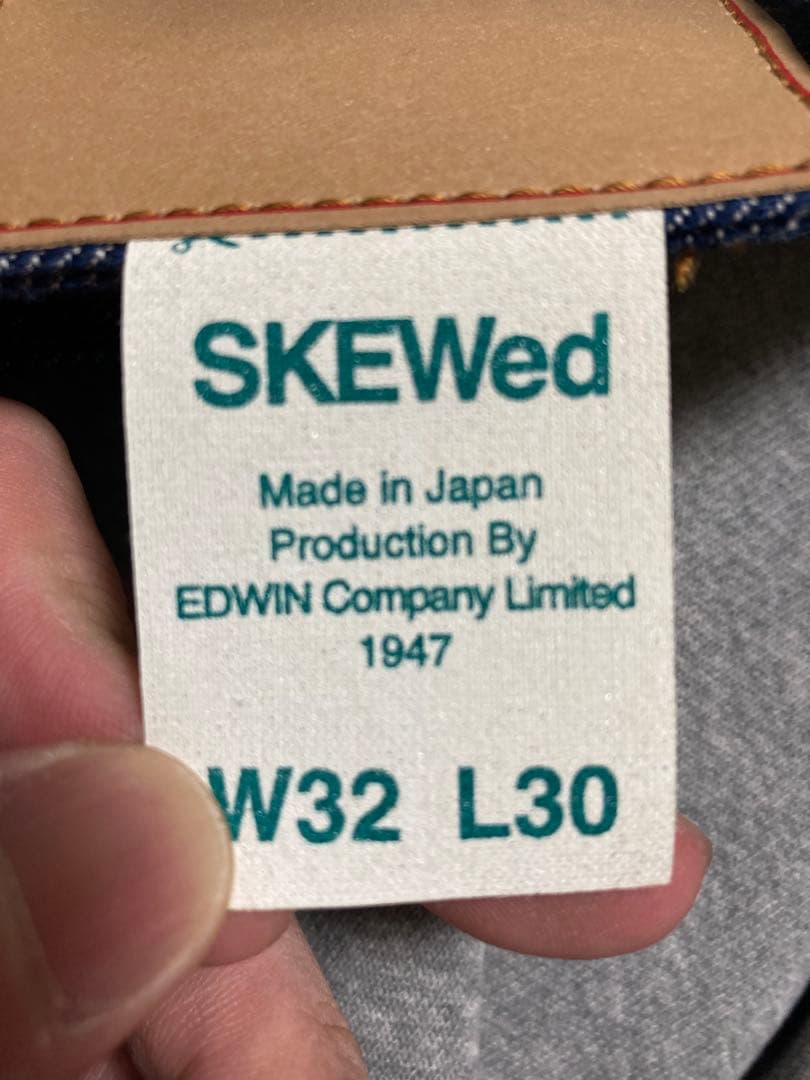 SKEWed
Made in Japan
Production By
EDWIN Company Limited
1947
W32 L30